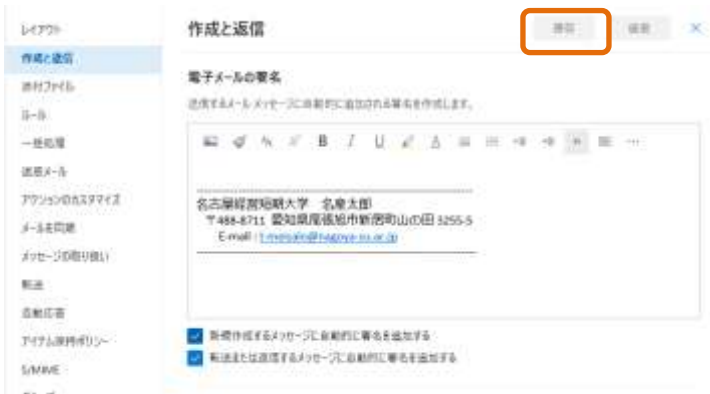 レイアウト
作成と返信
添付ファイル
ルール
一括処理
迷惑メール
アクションのカスタマイズ
メールを同期
メッセージの取り扱い
転送
自動応答
アイテム保持ポリシー
S/MIME
作成と返信
保存
破棄
電子メールの署名
送信するメール メッセージに自動的に追加される署名を作成します。
名古屋経営短期大学 名産太郎
〒488-8711 愛知県尾張旭市新居町山の田 3255-5
E-mail :
新規作成するメッセージに自動的に署名を追加する
転送または返信するメッセージに自動的に署名を追加する